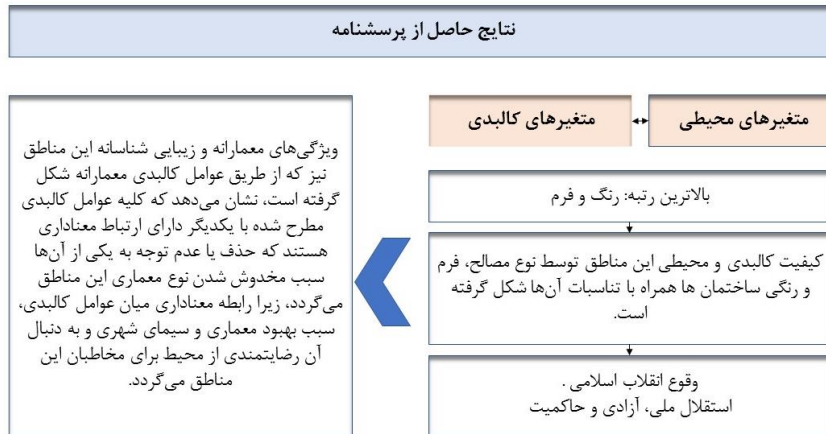 نتایج حاصل از پرسشنامه
متغیرهای محیطی
متغیرهای کالبدی
بالاترین رتبه: رنگ و فرم
کیفیت کالبدی و محیطی این مناطق توسط نوع مصالح، فرم
و رنگی ساختمان ها همراه با تناسبات آن‌ها شکل گرفته
است.
وقوع انقلاب اسلامی .
استقلال ملی، آزادی و حاکمیت
ویژگی‌های معمارانه و زیبایی شناسانه این مناطق
نیز که از طریق عوامل کالبدی معمارانه شکل
گرفته است، نشان می‌دهد که کلیه عوامل کالبدی
مطرح شده با یکدیگر دارای ارتباط معناداری
هستند که حذف یا عدم توجه به یکی از آن‌ها
سبب مخدوش شدن نوع معماری این مناطق
می‌گردد، زیرا رابطه معناداری میان عوامل کالبدی،
سبب بهبود معماری و سیمای شهری و به دنبال
آن رضایتمندی از محیط برای مخاطبان این
مناطق می‌گردد.